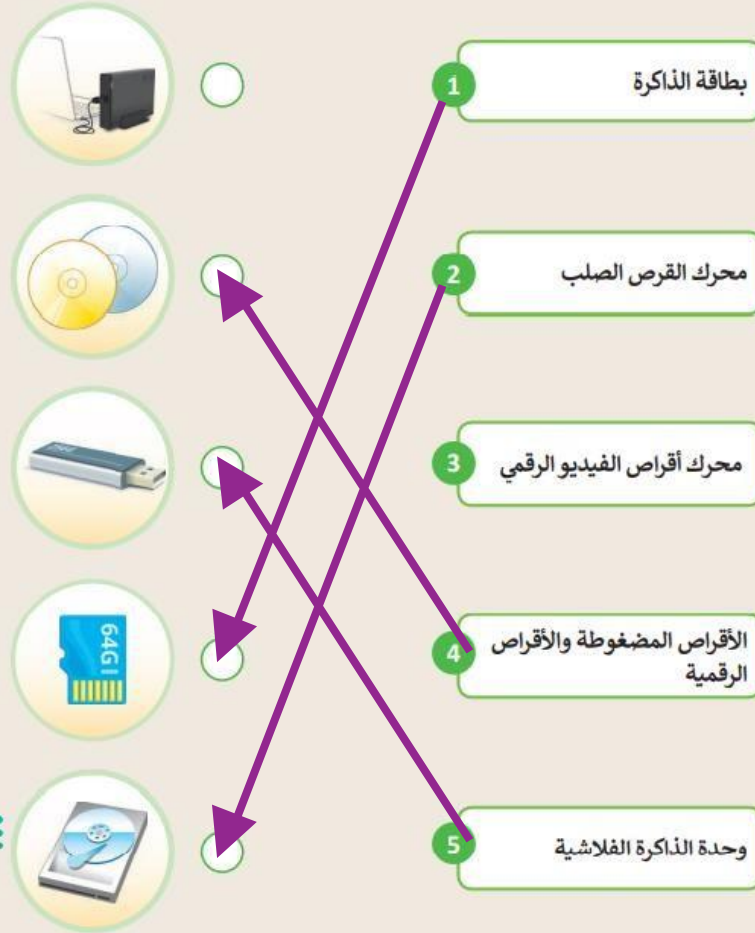 1 بطاقة الذاكرة
2 محرك القرص الصلب
3 محرك أقراص الفيديو الرقمي
64G
4 الأقراص المضغوطة والأقراص
الرقمية
5 وحدة الذاكرة الفلاشية